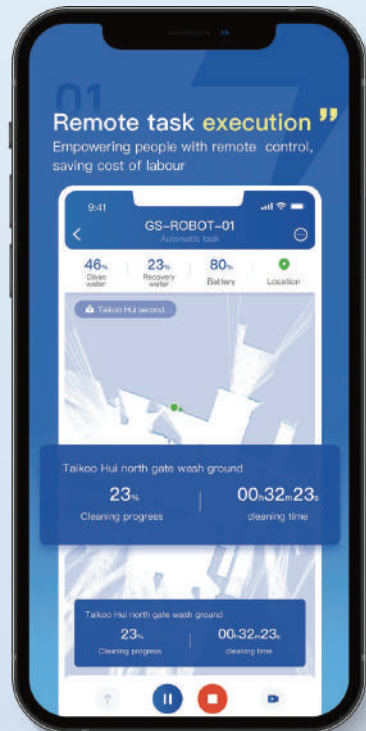 01
Remote task execution "
Empowering people with remote control,
saving cost of labour
9:41
GS-ROBOT-01
Automatic task
46% 23% 80%
Clean water Recovery water Battery Location
Taikoo Hui second...
Taikoo Hui north gate wash ground
23% 00h32m23s
Cleaning progress cleaning time
Taikoo Hui north gate wash ground
23% 00h32m23s
Cleaning progress cleaning time